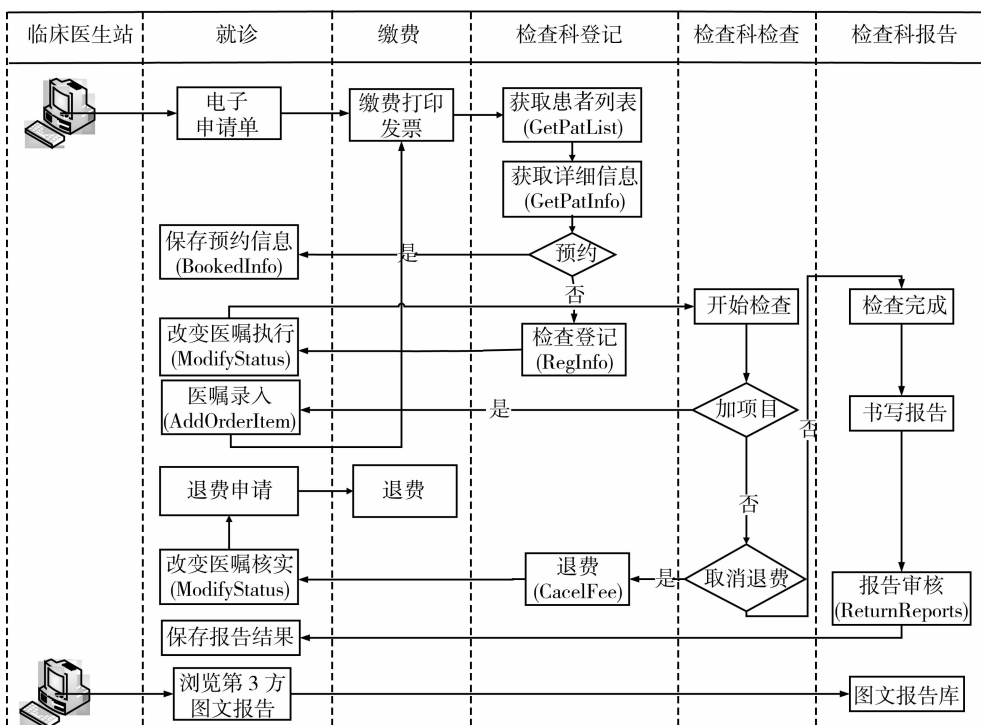 临床医生站
就诊
缴费
检查科登记
检查科检查
检查科报告
电子
申请单
缴费打印
发票
获取患者列表
(GetPatList)
获取详细信息
(GetPatInfo)
保存预约信息
(BookedInfo)
是
预约
否
开始检查
检查完成
改变医嘱执行
(ModifyStatus)
检查登记
(RegInfo)
医嘱录入
(AddOrderItem)
是
加项目
否
书写报告
退费申请
退费
否
改变医嘱核实
(ModifyStatus)
退费
(CacelFee)
是
取消退费
报告审核
(ReturnReports)
保存报告结果
浏览第 3 方
图文报告
图文报告库